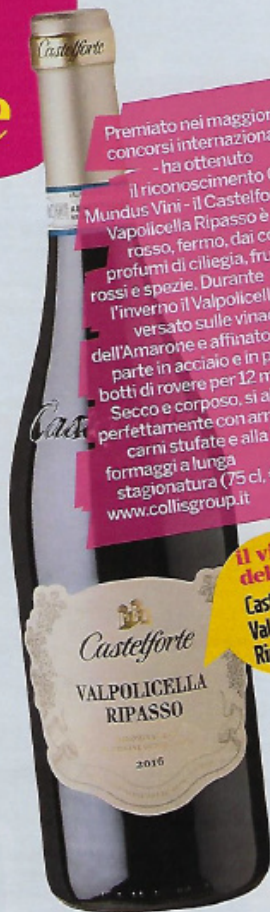 Castelforte
Premiato nei maggior
concorsi internaziona
- ha ottenuto
il riconoscimento
Mundus Vini - il Castelfo
Vapolicella Ripasso è
rosso, fermo, dai co
profumi di ciliegia, fru
rossi e spezie. Durante
l'inverno il Valpolicell
versato sulle vinac
dell'Amarone e affinato
parte in acciaio e in p
botti di rovere per 12 m
Secco e corposo, si a
perfettamente con arr
carni stufate e alla
formaggi a lunga
stagionatura (75 cl,
www.collisgroup.it
Cas
il vi
del
Cast
Val
Ri
Castelforte
VALPOLICELLA
RIPASSO
2016